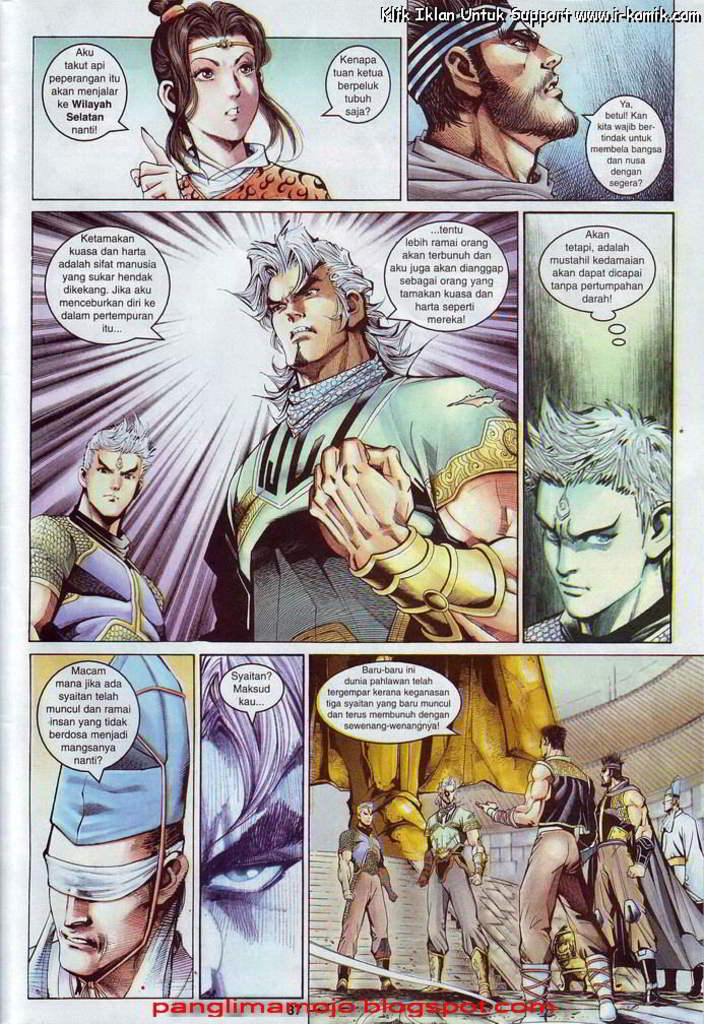 Klik Iklan Untuk Support www.i-komik.com
Aku
takut api
peperangan itu
akan menjalar
ke Wilayah
Selatan
nanti!
Kenapa
tuan ketua
berpeluk
tubuh
saja?
Ya,
betul! Kan
kita wajib ber-
tindak untuk
membela bangsa
dan nusa
dengan
segera?
Ketamakan
kuasa dan harta
adalah sifat manusia
yang sukar hendak
dikekang. Jika aku
menceburkan diri ke
dalam pertempuran
itu...
...tentu
lebih ramai orang
akan terbunuh dan
aku juga akan dianggap
sebagai orang yang
tamakan kuasa dan
harta seperti
mereka!
Akan
tetapi, adalah
mustahil kedamaian
akan dapat dicapai
tanpa pertumpahan
darah!
Macam
mana jika ada
syaitan telah
muncul dan ramai
insan yang tidak
berdosa menjadi
mangsanya
nanti?
Syaitan?
Maksud
kau...
Baru-baru ini
dunia pahlawan telah
tergempar kerana keganasan
tiga syaitan yang baru muncul
dan terus membunuh dengan
sewenang-wenangnya!
panglimamojo.blogspot.com